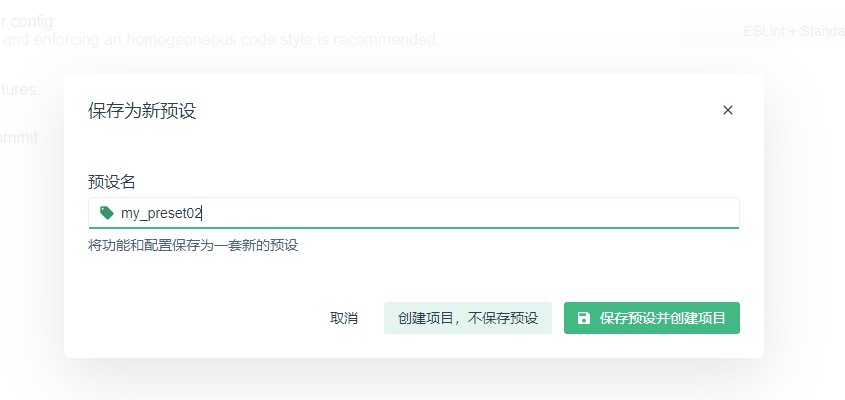 r config.
and enforcing an homogeoneous code style is recommended.
ESLint + Standa
tures
ommit
保存为新预设
预设名
my_preset02
将功能和配置保存为一套新的预设
取消 创建项目，不保存预设 保存预设并创建项目